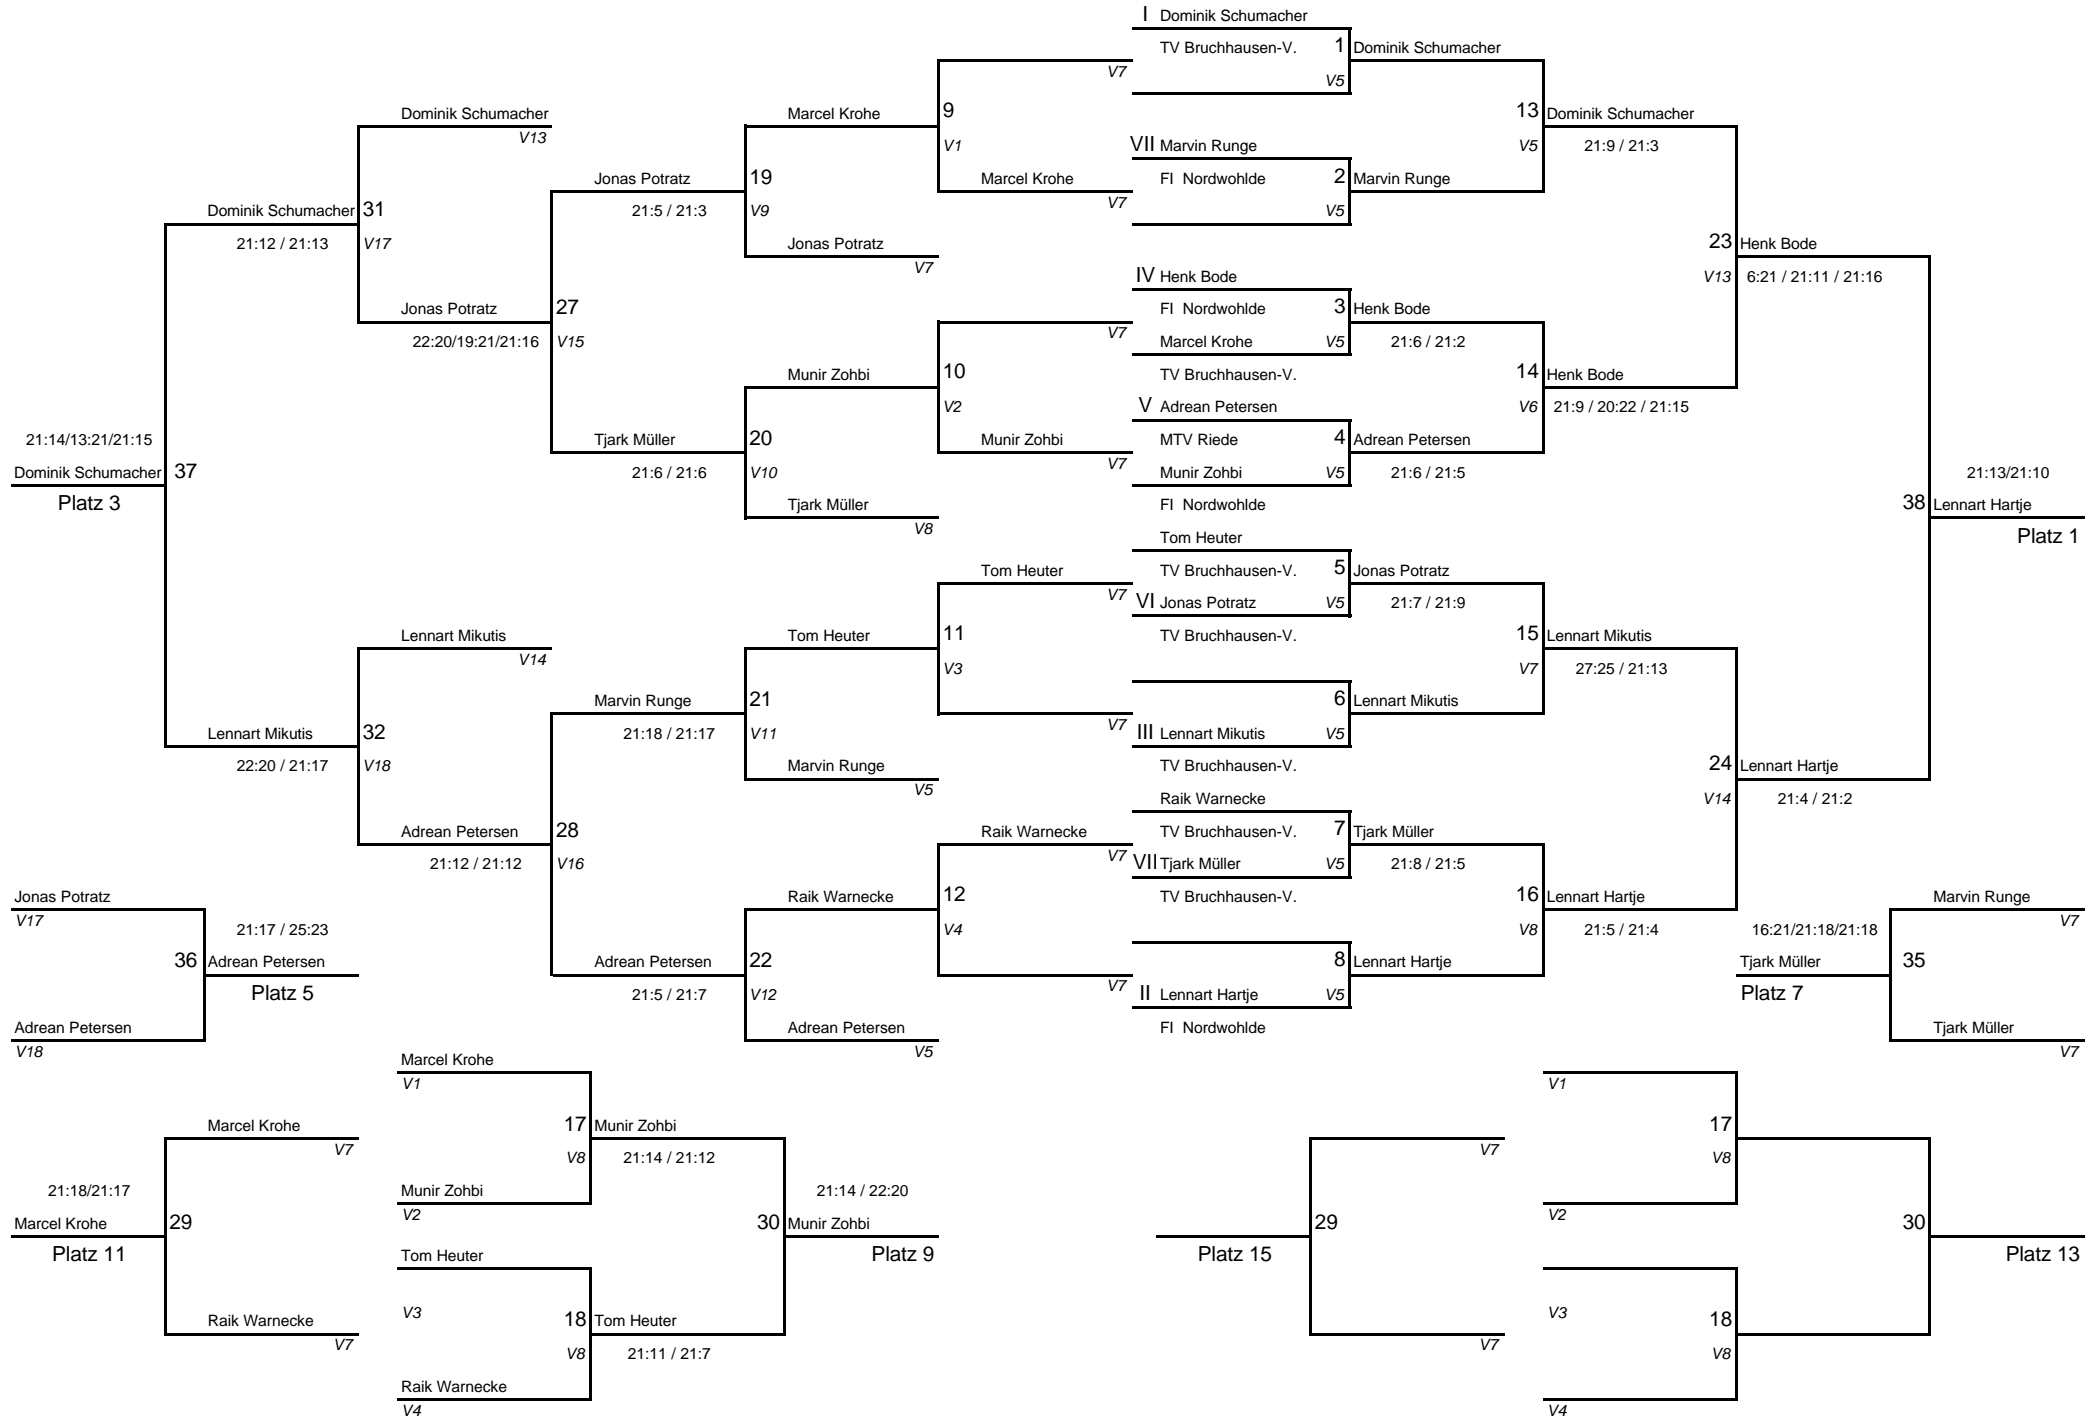 I Dominik Schumacher
TV Bruchhausen-V. 1 Dominik Schumacher
V7
V5
Dominik Schumacher
V13
Marcel Krohe
9
V1
13 Dominik Schumacher
V5
21:9 / 21:3
VII Marvin Runge
Jonas Potratz
21:5 / 21:3
19
V9
Marcel Krohe
V7
FI Nordwohlde 2 Marvin Runge
V5
Dominik Schumacher 31
21:12 / 21:13
V17
Jonas Potratz
V7
23 Henk Bode
V13 6:21 / 21:11 / 21:16
IV Henk Bode
Jonas Potratz
22:20/19:21/21:16
27
V15
V7
FI Nordwohlde 3 Henk Bode
Marcel Krohe V5 21:6 / 21:2
TV Bruchhausen-V.
Munir Zohbi
10
V2
14 Henk Bode
V6 21:9 / 20:22 / 21:15
V Adrean Petersen
21:14/13:21/21:15
Dominik Schumacher 37
Platz 3
Tjark Müller
21:6 / 21:6
20
V10
Munir Zohbi
V7
MTV Riede 4 Adrean Petersen
Munir Zohbi V5 21:6 / 21:5
FI Nordwohlde
Tjark Müller
V8
21:13/21:10
38 Lennart Hartje
Platz 1
Tom Heuter
Tom Heuter
V7
TV Bruchhausen-V. 5 Jonas Potratz
VI Jonas Potratz V5 21:7 / 21:9
TV Bruchhausen-V.
Lennart Mikutis
V14
Tom Heuter
11
V3
15 Lennart Mikutis
V7 27:25 / 21:13
Marvin Runge
21:18 / 21:17
21
V11
V7
6 Lennart Mikutis
III Lennart Mikutis V5
TV Bruchhausen-V.
Lennart Mikutis
22:20 / 21:17
32
V18
Marvin Runge
V5
24 Lennart Hartje
V14 21:4 / 21:2
Raik Warnecke
Adrean Petersen
21:12 / 21:12
28
V16
Raik Warnecke
V7
TV Bruchhausen-V. 7 Tjark Müller
VII Tjark Müller V5 21:8 / 21:5
TV Bruchhausen-V.
Jonas Potratz
V17
21:17 / 25:23
36 Adrean Petersen
Platz 5
Adrean Petersen
V18
Raik Warnecke
12
V4
16 Lennart Hartje
V8 21:5 / 21:4
Adrean Petersen
21:5 / 21:7
22
V12
V7
8 Lennart Hartje
II Lennart Hartje V5
FI Nordwohlde
Adrean Petersen
V5
Marvin Runge
V7
16:21/21:18/21:18
Tjark Müller 35
Platz 7
Tjark Müller
V7
Marcel Krohe
V1
Marcel Krohe
V7
17 Munir Zohbi
V8 21:14 / 21:12
Munir Zohbi
V2
21:18/21:17
Marcel Krohe 29
Platz 11
21:14 / 22:20
30 Munir Zohbi
Platz 9
Tom Heuter
V3
Raik Warnecke
V7
18 Tom Heuter
V8 21:11 / 21:7
Raik Warnecke
V4
V7
29
Platz 15
V7
V1
17
V8
V2
30
Platz 13
V3
18
V8
V4